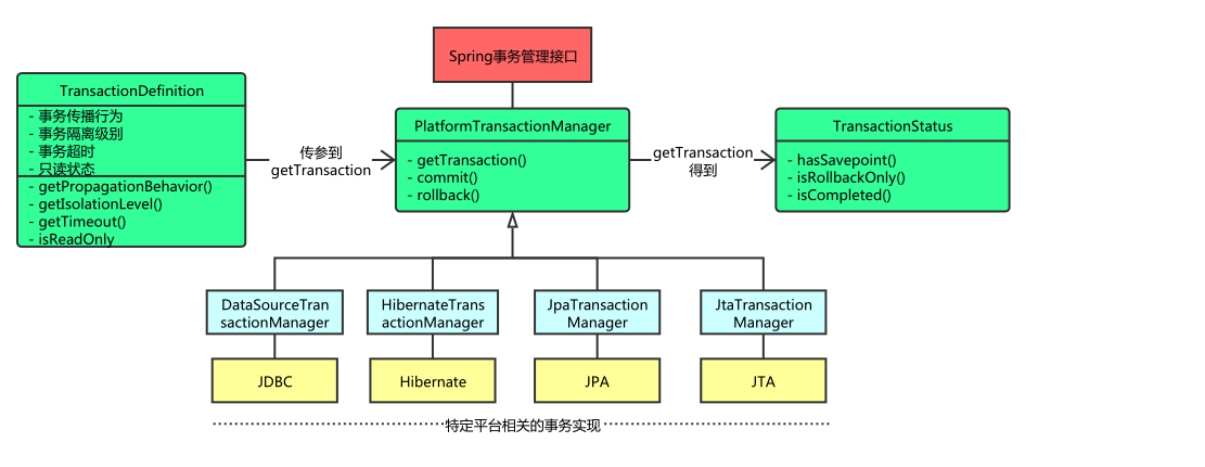 Spring事务管理接口
TransactionDefinition
- 事务传播行为
- 事务隔离级别
- 事务超时
- 只读状态
- getPropagationBehavior()
- getIsolationLevel()
- getTimeout()
- isReadOnly
传参到
getTransaction
PlatformTransactionManager
- getTransaction()
- commit()
- rollback()
getTransaction
得到
TransactionStatus
- hasSavepoint()
- isRollbackOnly()
- isCompleted()
DataSourceTran
sactionManager
HibernateTrans
actionManager
JpaTransaction
Manager
JtaTransaction
Manager
JDBC
Hibernate
JPA
JTA
特定平台相关的事务实现